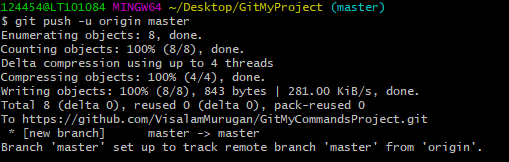 124454@LT101084 MINGW64 ~/Desktop/GitMyProject (master)
$ git push -u origin master
Enumerating objects: 8, done.
Counting objects: 100% (8/8), done.
Delta compression using up to 4 threads
Compressing objects: 100% (4/4), done.
Writing objects: 100% (8/8), 843 bytes | 281.00 KiB/s, done.
Total 8 (delta 0), reused 0 (delta 0), pack-reused 0
To https://github.com/VisalamMurugan/GitMyCommandsProject.git
 * [new branch]      master -> master
Branch 'master' set up to track remote branch 'master' from 'origin'.